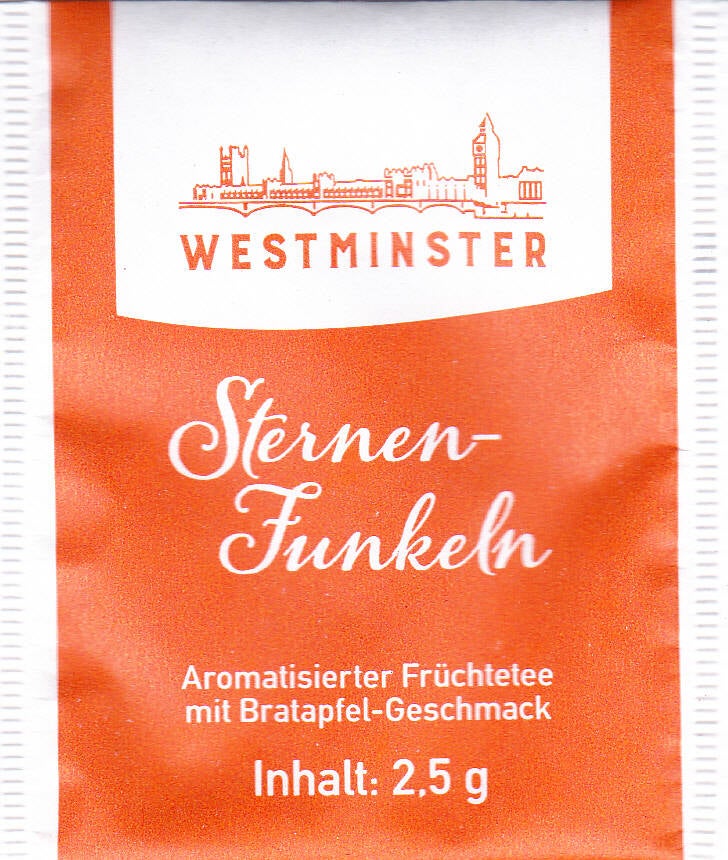 WESTMINSTER
Sternen-
Funkeln
Aromatisierter Früchtetee
mit Bratapfel-Geschmack
Inhalt: 2,5 g